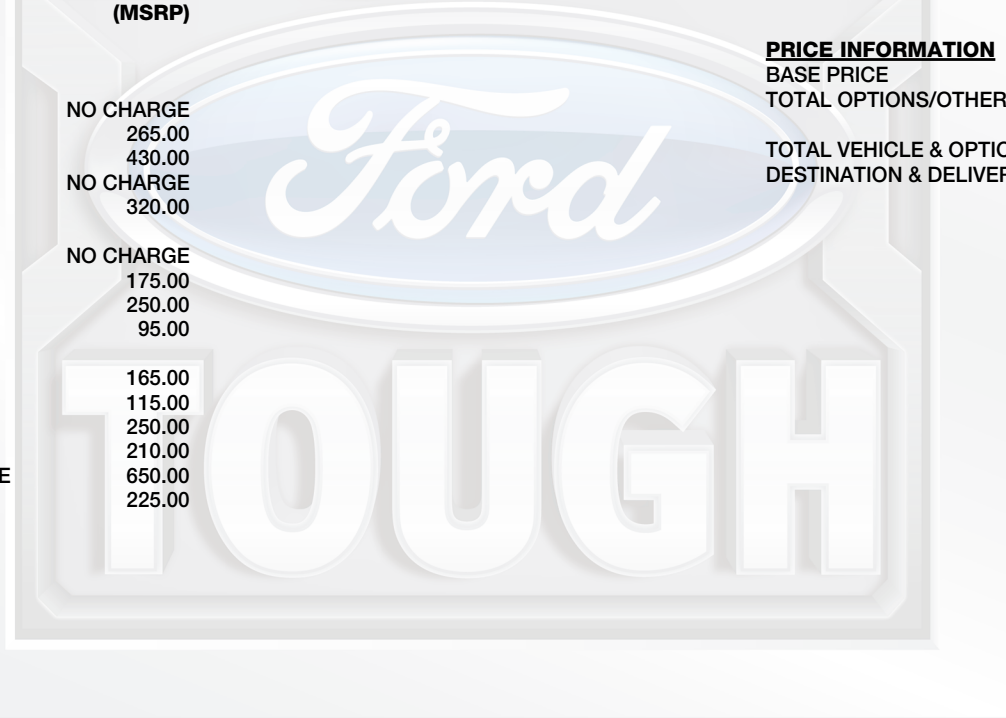 (MSRP)
NO CHARGE
265.00
430.00
NO CHARGE
320.00
NO CHARGE
175.00
250.00
95.00
165.00
115.00
250.00
210.00
E 650.00
225.00
PRICE INFORMATION
BASE PRICE
TOTAL OPTIONS/OTHER
TOTAL VEHICLE & OPTIO
DESTINATION & DELIVER
Ford
TOUGH